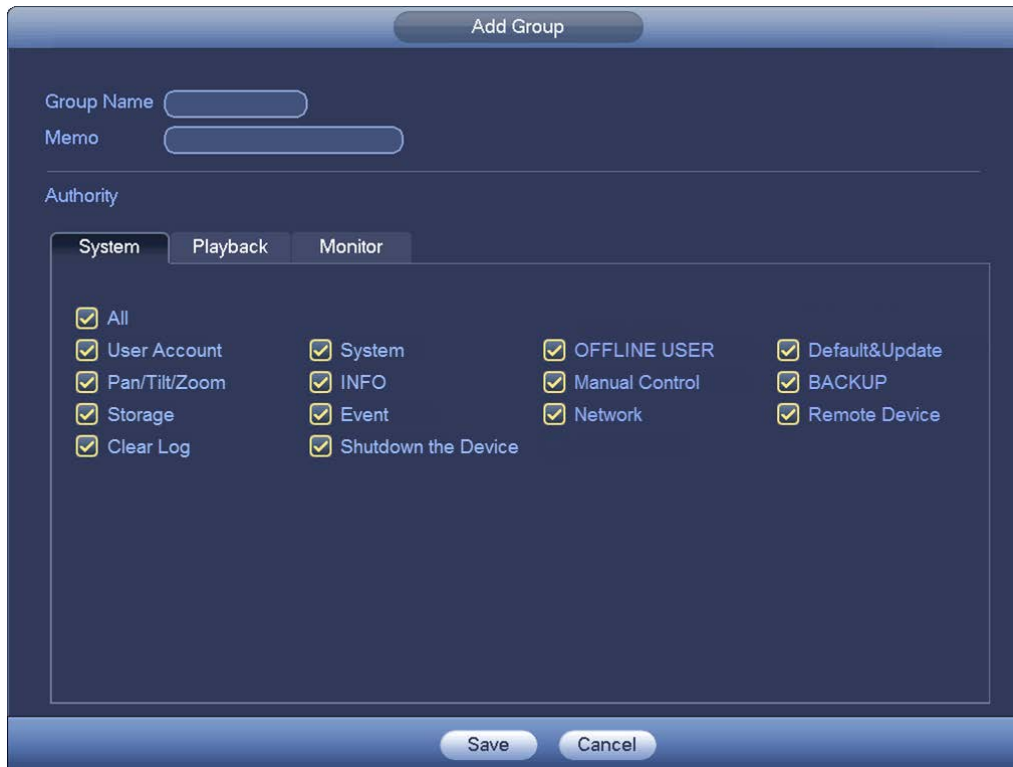 Add Group
Group Name
Memo
Authority
System Playback Monitor
All
User Account System OFFLINE USER Default&Update
Pan/Tilt/Zoom INFO Manual Control BACKUP
Storage Event Network Remote Device
Clear Log Shutdown the Device
Save Cancel